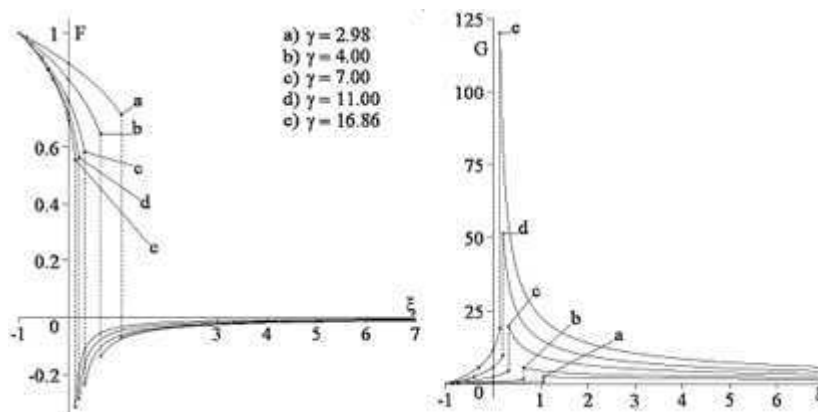 1 F
a) γ = 2.98
b) γ = 4.00
c) γ = 7.00
d) γ = 11.00
e) γ = 16.86
a
b
0.6
c
d
0.4
e
0.2
ξ
-1 0 3 4 5 6 7
-0.2
125
G e
100
75
50 d
25 c
b
a
0
-1 1 2 3 4 5 6